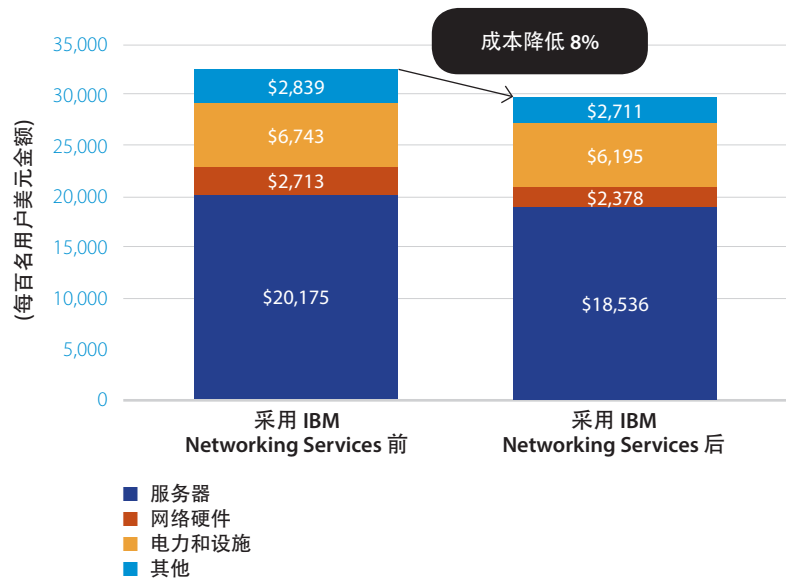 成本降低 8%
(每百名用户美元金额)
35,000
30,000
25,000
20,000
15,000
10,000
5,000
0
$2,839
$6,743
$2,713
$20,175
$2,711
$6,195
$2,378
$18,536
采用 IBM
Networking Services 前
采用 IBM
Networking Services 后
服务器
网络硬件
电力和设施
其他